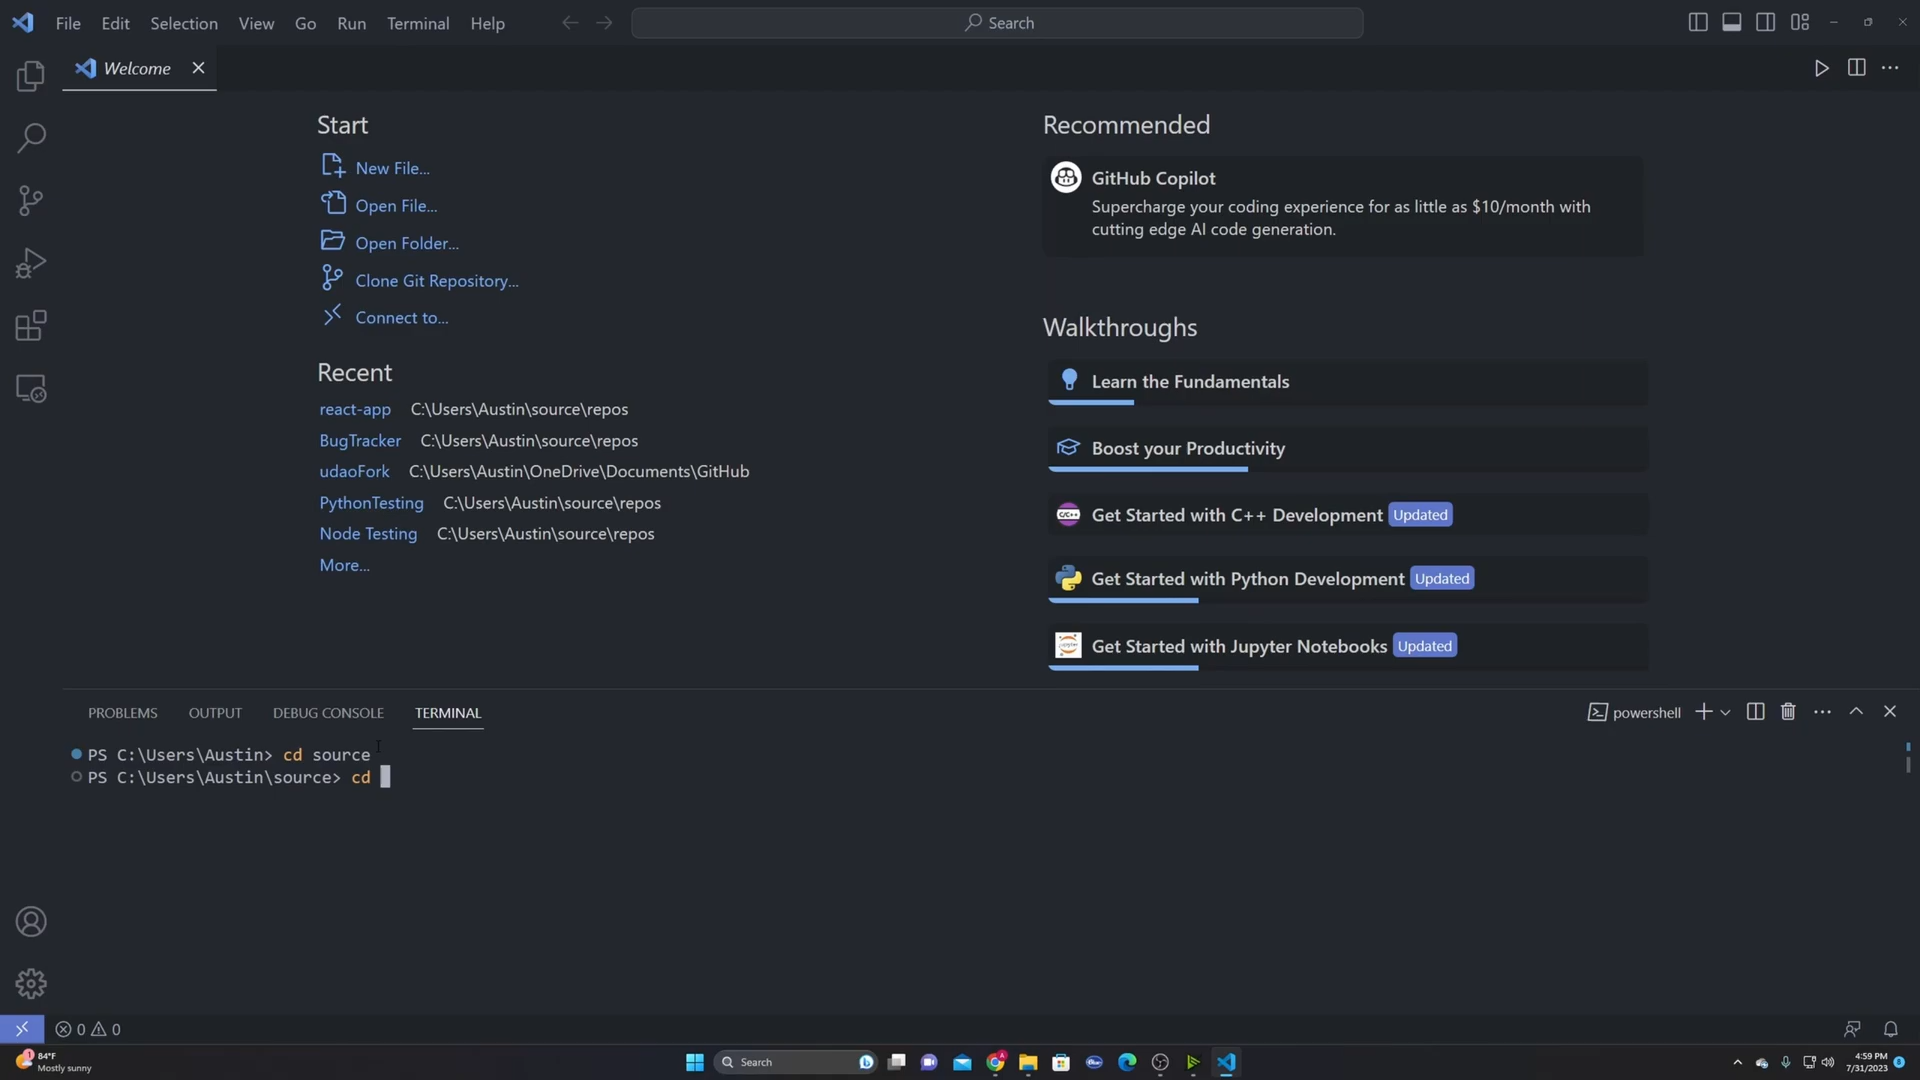 File Edit Selection View Go Run Terminal Help Search
Welcome
Start
New File...
Open File...
Open Folder...
Clone Git Repository...
Connect to...
Recent
react-app C:\Users\Austin\source\repos
BugTracker C:\Users\Austin\source\repos
udaoFork C:\Users\Austin\OneDrive\Documents\GitHub
PythonTesting C:\Users\Austin\source\repos
Node Testing C:\Users\Austin\source\repos
More...
Recommended
GitHub Copilot
Supercharge your coding experience for as little as $10/month with
cutting edge AI code generation.
Walkthroughs
Learn the Fundamentals
Boost your Productivity
C/C++ Get Started with C++ Development Updated
Get Started with Python Development Updated
jupyter Get Started with Jupyter Notebooks Updated
PROBLEMS OUTPUT DEBUG CONSOLE TERMINAL powershell
PS C:\Users\Austin> cd source
PS C:\Users\Austin\source> cd
0 0
84°F
Mostly sunny
Search
4:59 PM
7/31/2023